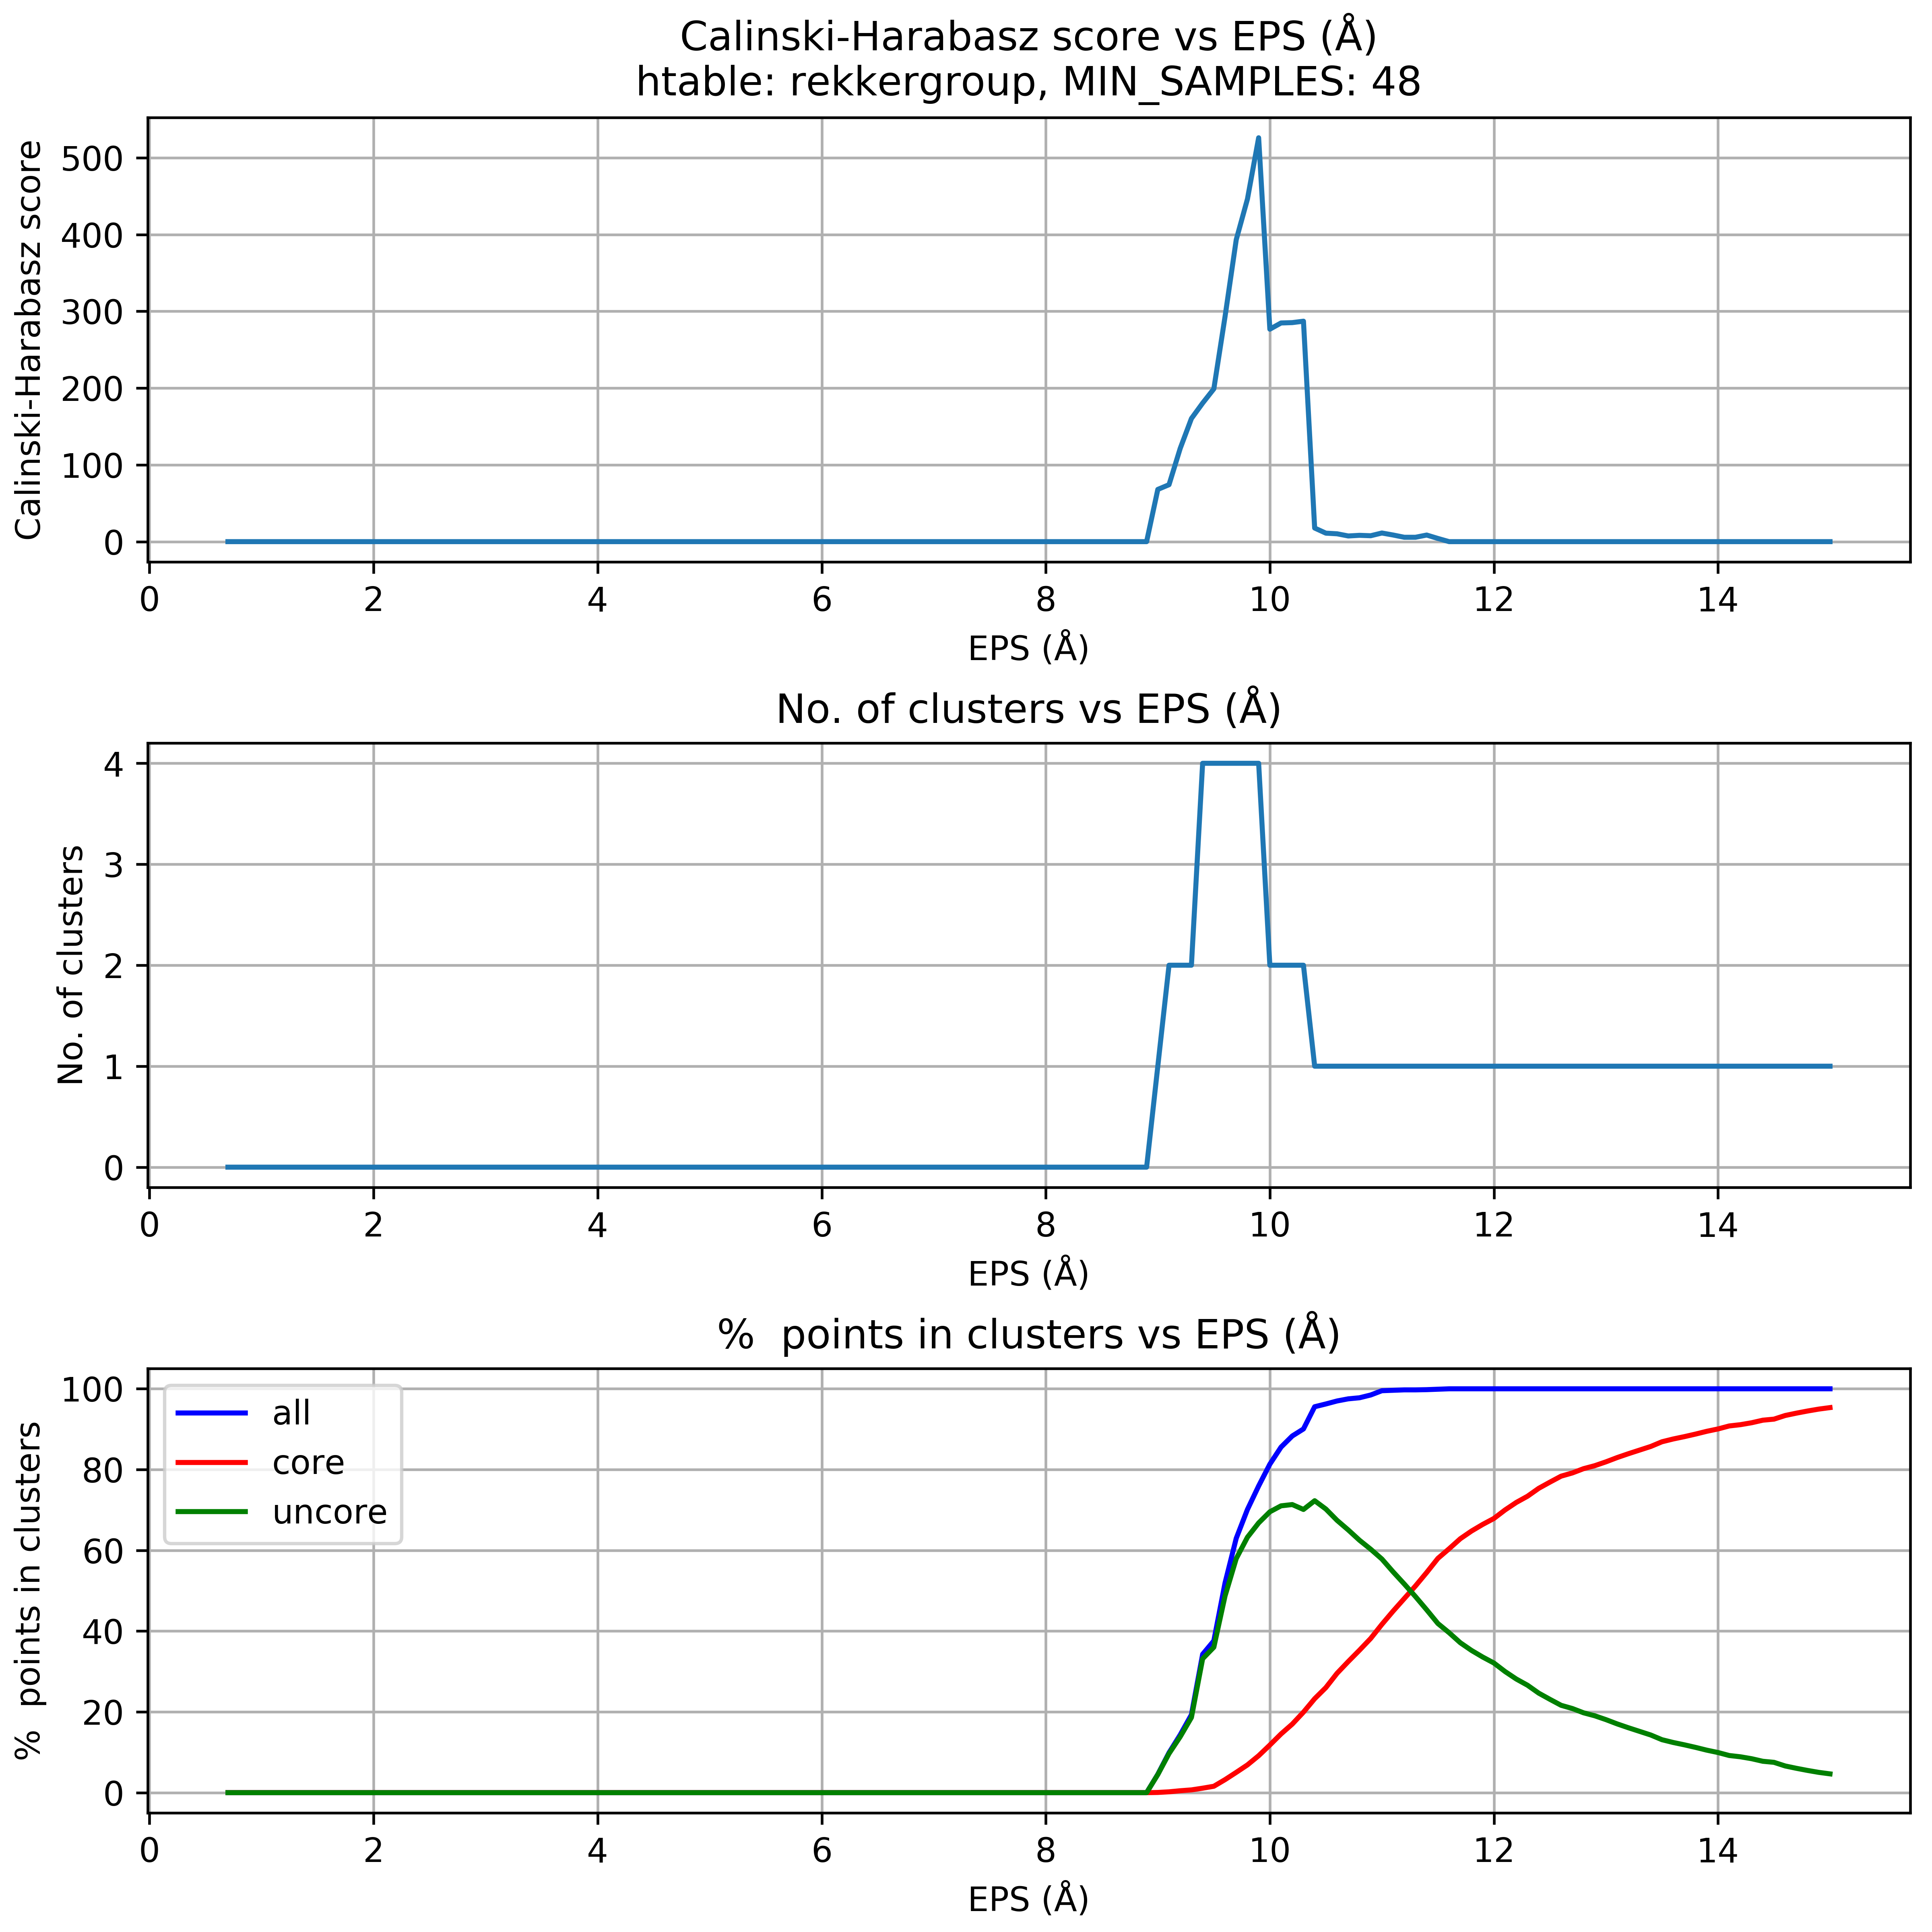 Calinski-Harabasz score vs EPS (Å)
htable: rekkergroup, MIN_SAMPLES: 48
Calinski-Harabasz score
500
400
300
200
100
0
0 2 4 6 8 10 12 14
EPS (Å)
No. of clusters vs EPS (Å)
No. of clusters
4
3
2
1
0
0 2 4 6 8 10 12 14
EPS (Å)
%  points in clusters vs EPS (Å)
%  points in clusters
100
80
60
40
20
0
all
core
uncore
0 2 4 6 8 10 12 14
EPS (Å)